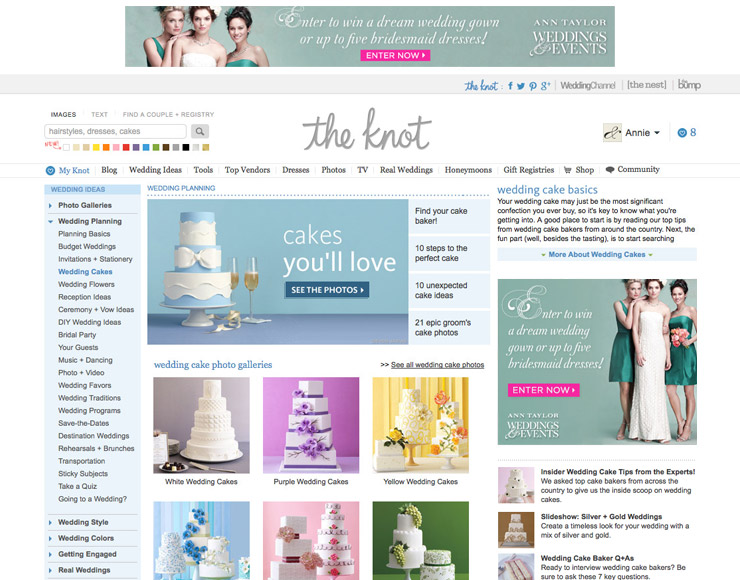 Enter to win a dream wedding gown
or up to five bridesmaid dresses!
ENTER NOW
ANN TAYLOR
WEDDINGS
& EVENTS
the knot :
WeddingChannel
[the nest]
the bump
IMAGES
TEXT
FIND A COUPLE + REGISTRY
hairstyles, dresses, cakes
NEW!
the knot
Annie
8
My Knot
Blog
Wedding Ideas
Tools
Top Vendors
Dresses
Photos
TV
Real Weddings
Honeymoons
Gift Registries
Shop
Community
WEDDING IDEAS
Photo Galleries
Wedding Planning
Planning Basics
Budget Weddings
Invitations + Stationery
Wedding Cakes
Wedding Flowers
Reception Ideas
Ceremony + Vow Ideas
DIY Wedding Ideas
Bridal Party
Your Guests
Music + Dancing
Photo + Video
Wedding Favors
Wedding Traditions
Wedding Programs
Save-the-Dates
Destination Weddings
Rehearsals + Brunches
Transportation
Sticky Subjects
Take a Quiz
Going to a Wedding?
Wedding Style
Wedding Colors
Getting Engaged
Real Weddings
WEDDING PLANNING
cakes
you'll love
SEE THE PHOTOS
Find your cake
baker!
10 steps to the
perfect cake
10 unexpected
cake ideas
21 epic groom's
cake photos
wedding cake photo galleries
>> See all wedding cake photos
White Wedding Cakes
Purple Wedding Cakes
Yellow Wedding Cakes
wedding cake basics
Your wedding cake may just be the most significant
confection you ever buy, so it's key to know what you're
getting into. A good place to start is by reading our top tips
from wedding cake bakers from around the country. Next, the
fun part (well, besides the tasting), is to start searching
More About Wedding Cakes
Enter to win
a dream wedding
gown or up to five
bridesmaid dresses!
ENTER NOW
ANN TAYLOR
WEDDINGS
& EVENTS
Insider Wedding Cake Tips from the Experts!
We asked top cake bakers from across the
country to give us the inside scoop on wedding
cakes.
Slideshow: Silver + Gold Weddings
Create a timeless look for your wedding with a
mix of silver and gold.
Wedding Cake Baker Q+As
Ready to interview wedding cake bakers? Be
sure to ask these 7 key questions.